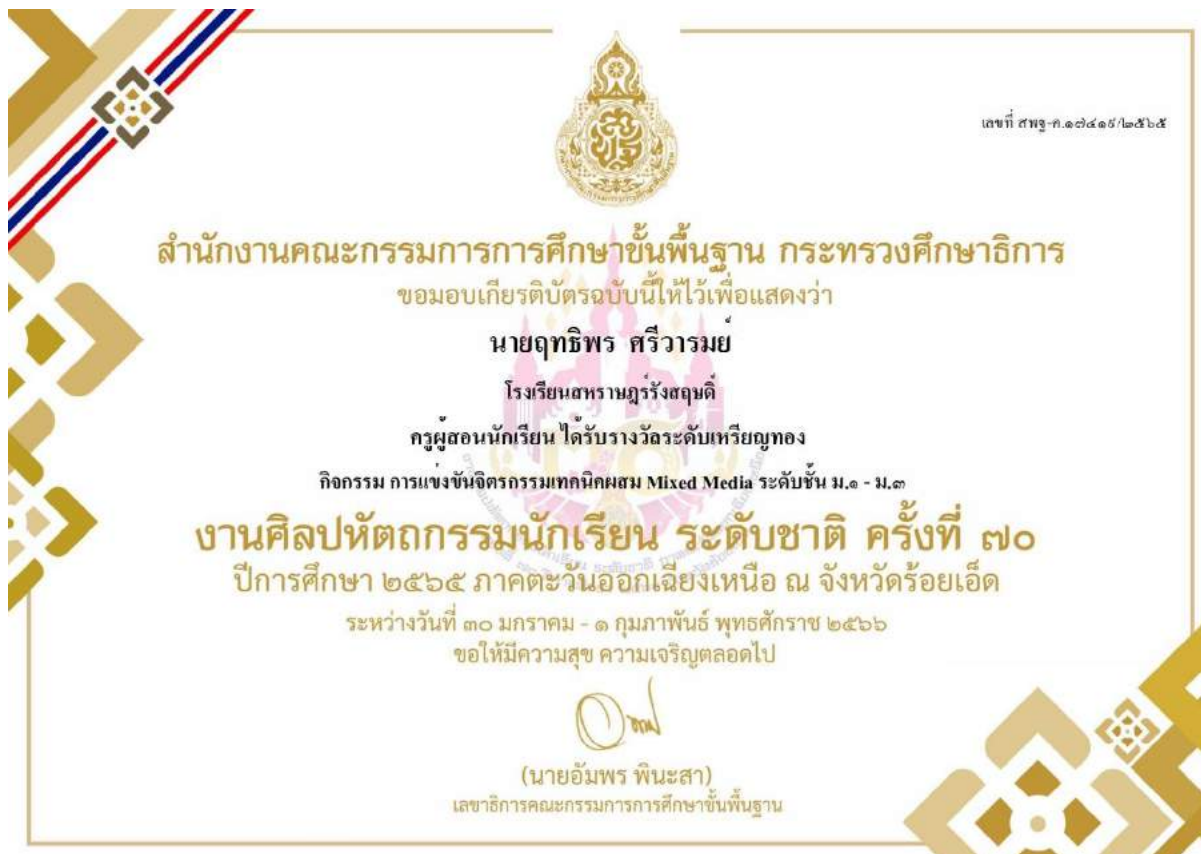 เลขที่ สพฐ-ค.๑๗๔๑๙/๒๕๖๕
สำนักงานคณะกรรมการการศึกษาขั้นพื้นฐาน กระทรวงศึกษาธิการ
ขอมอบเกียรติบัตรฉบับนี้ให้ไว้เพื่อแสดงว่า
นายฤทธิพร ศรีวารมย์
โรงเรียนสหราษฎร์รังสฤษดิ์
ครูผู้สอนนักเรียน ได้รับรางวัลระดับเหรียญทอง
กิจกรรม การแข่งขันจิตรกรรมเทคนิคผสม Mixed Media ระดับชั้น ม.๑ - ม.๓
งานศิลปหัตถกรรมนักเรียน ระดับชาติ ครั้งที่ ๗๐
ปีการศึกษา ๒๕๖๕ ภาคตะวันออกเฉียงเหนือ ณ จังหวัดร้อยเอ็ด
ระหว่างวันที่ ๓๐ มกราคม - ๑ กุมภาพันธ์ พุทธศักราช ๒๕๖๖
ขอให้มีความสุข ความเจริญตลอดไป
(นายอัมพร พินะสา)
เลขาธิการคณะกรรมการการศึกษาขั้นพื้นฐาน